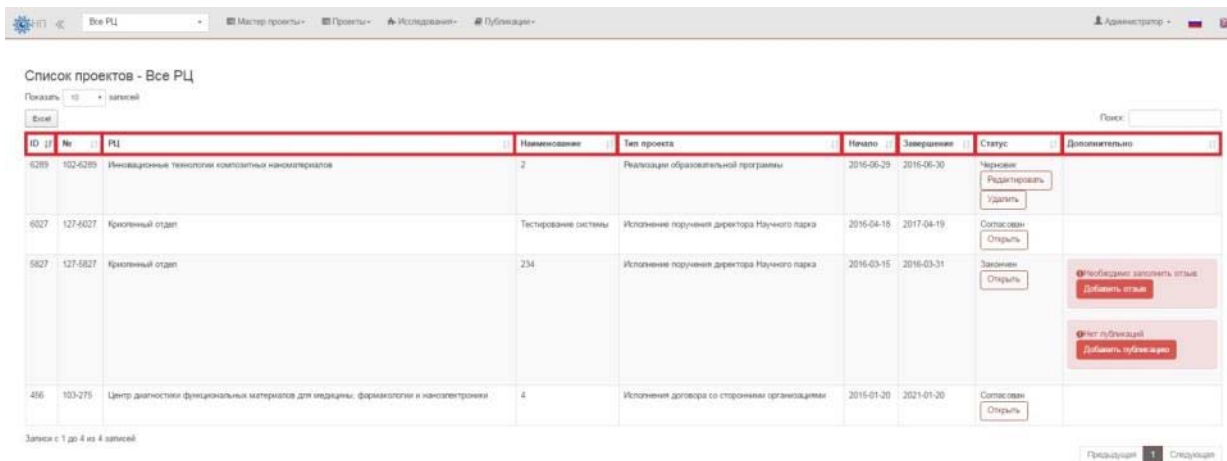 НП Все РЦ Мастер проекты Проекты Исследования Публикации Администратор
Список проектов - Все РЦ
Показать 10 записей
Excel Поиск:
ID № РЦ Наименование Тип проекта Начало Завершение Статус Дополнительно
6289 102-6289 Инновационные технологии композитных наноматериалов 2 Реализации образовательной программы 2016-06-29 2016-06-30 Черновик
Редактировать
Удалить
6027 127-6027 Криогенный отдел Тестирование системы Исполнение поручения директора Научного парка 2016-04-18 2017-04-19 Согласован
Открыть
5827 127-5827 Криогенный отдел 234 Исполнение поручения директора Научного парка 2016-03-15 2016-03-31 Закончен
Открыть
Необходимо заполнить отзыв
Добавить отзыв
Нет публикаций
Добавить публикацию
456 103-275 Центр диагностики функциональных материалов для медицины, фармакологии и наноэлектроники 4 Исполнения договора со сторонними организациями 2015-01-20 2021-01-20 Согласован
Открыть
Записи с 1 до 4 из 4 записей
Предыдущая 1 Следующая